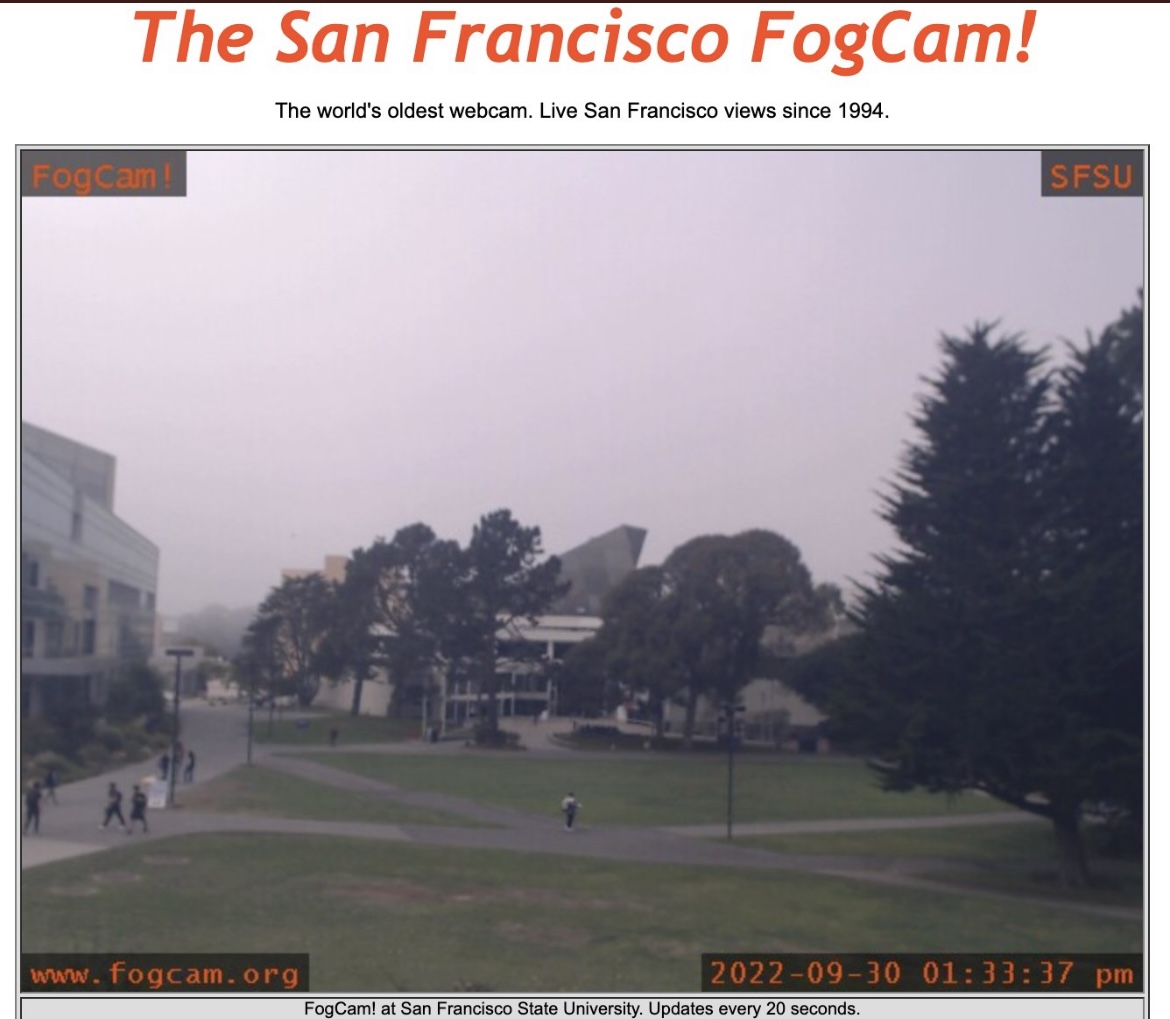 The San Francisco FogCam!
The world's oldest webcam. Live San Francisco views since 1994.
FogCam!
SFSU
www.fogcam.org
2022-09-30 01:33:37 pm
FogCam! at San Francisco State University. Updates every 20 seconds.